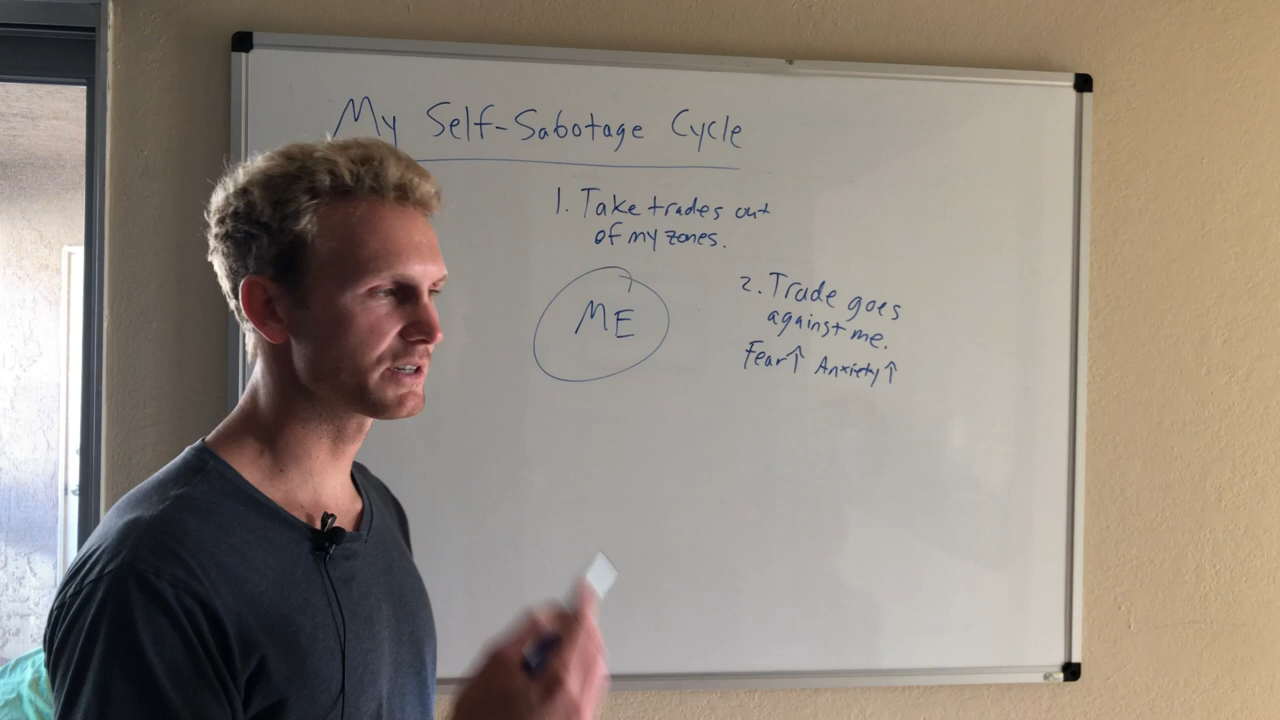 My Self-Sabotage Cycle
1. Take trades out
of my zones.
ME
2. Trade goes
against me.
Fear↑ Anxiety↑